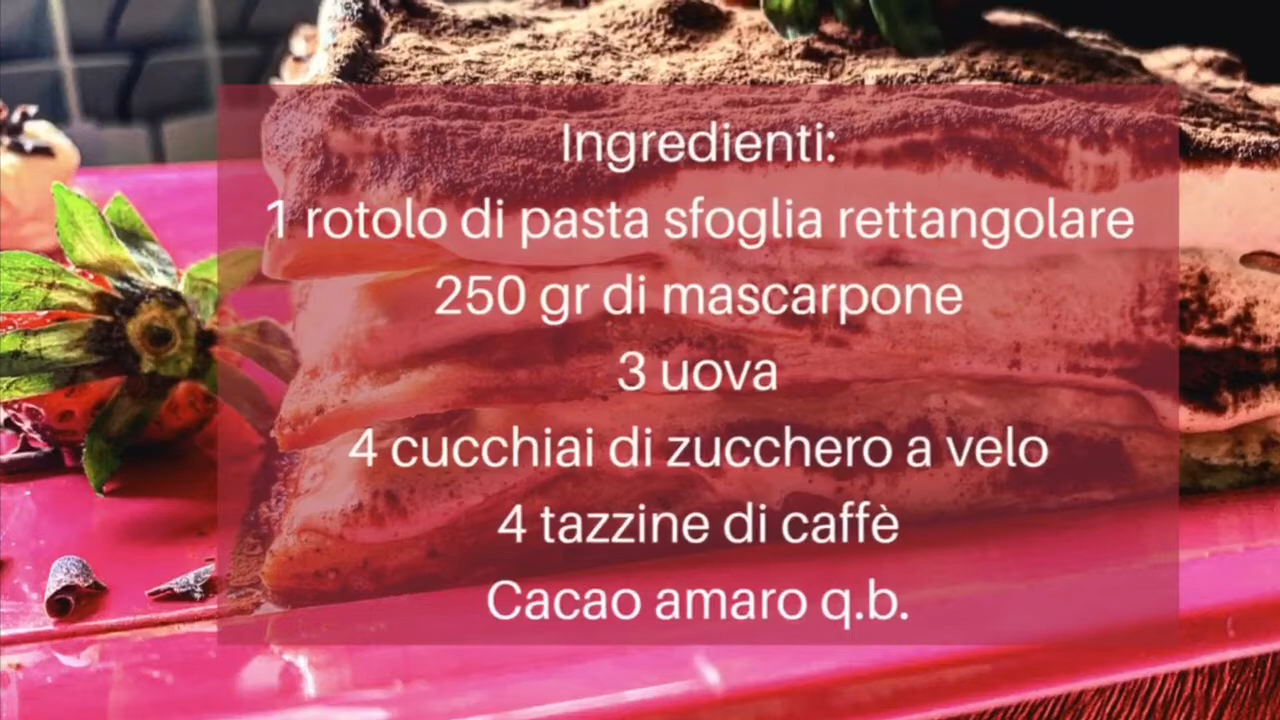 Ingredienti:
1 rotolo di pasta sfoglia rettangolare
250 gr di mascarpone
3 uova
4 cucchiai di zucchero a velo
4 tazzine di caffè
Cacao amaro q.b.